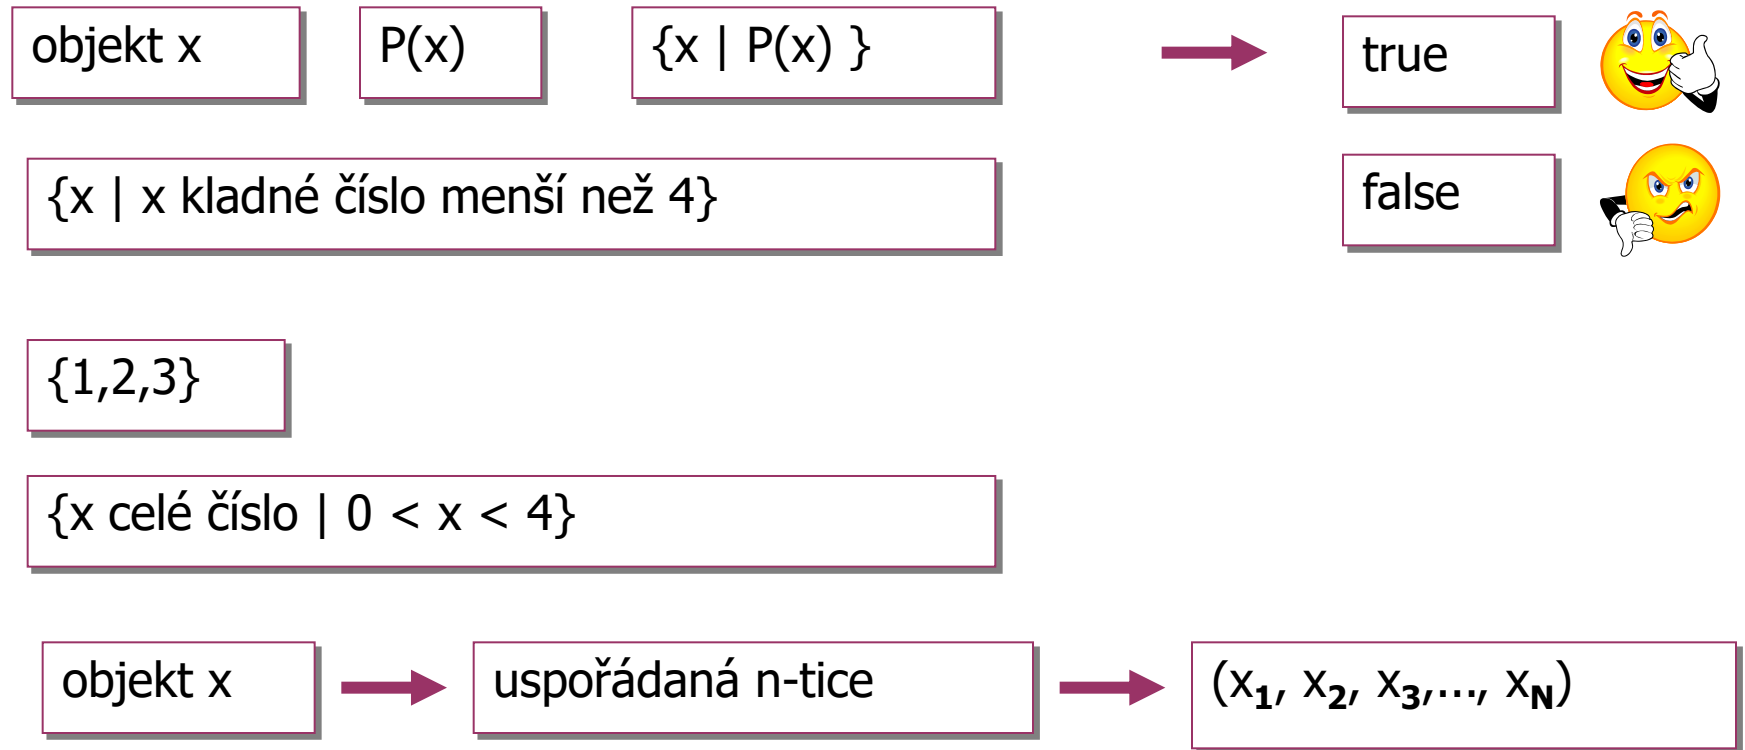 objekt x
P(x)
{x | P(x) }
true
{x | x kladné číslo menší než 4}
false
{1,2,3}
{x celé číslo | 0 < x < 4}
objekt x
uspořádaná n-tice
(x1, x2, x3,..., xN)